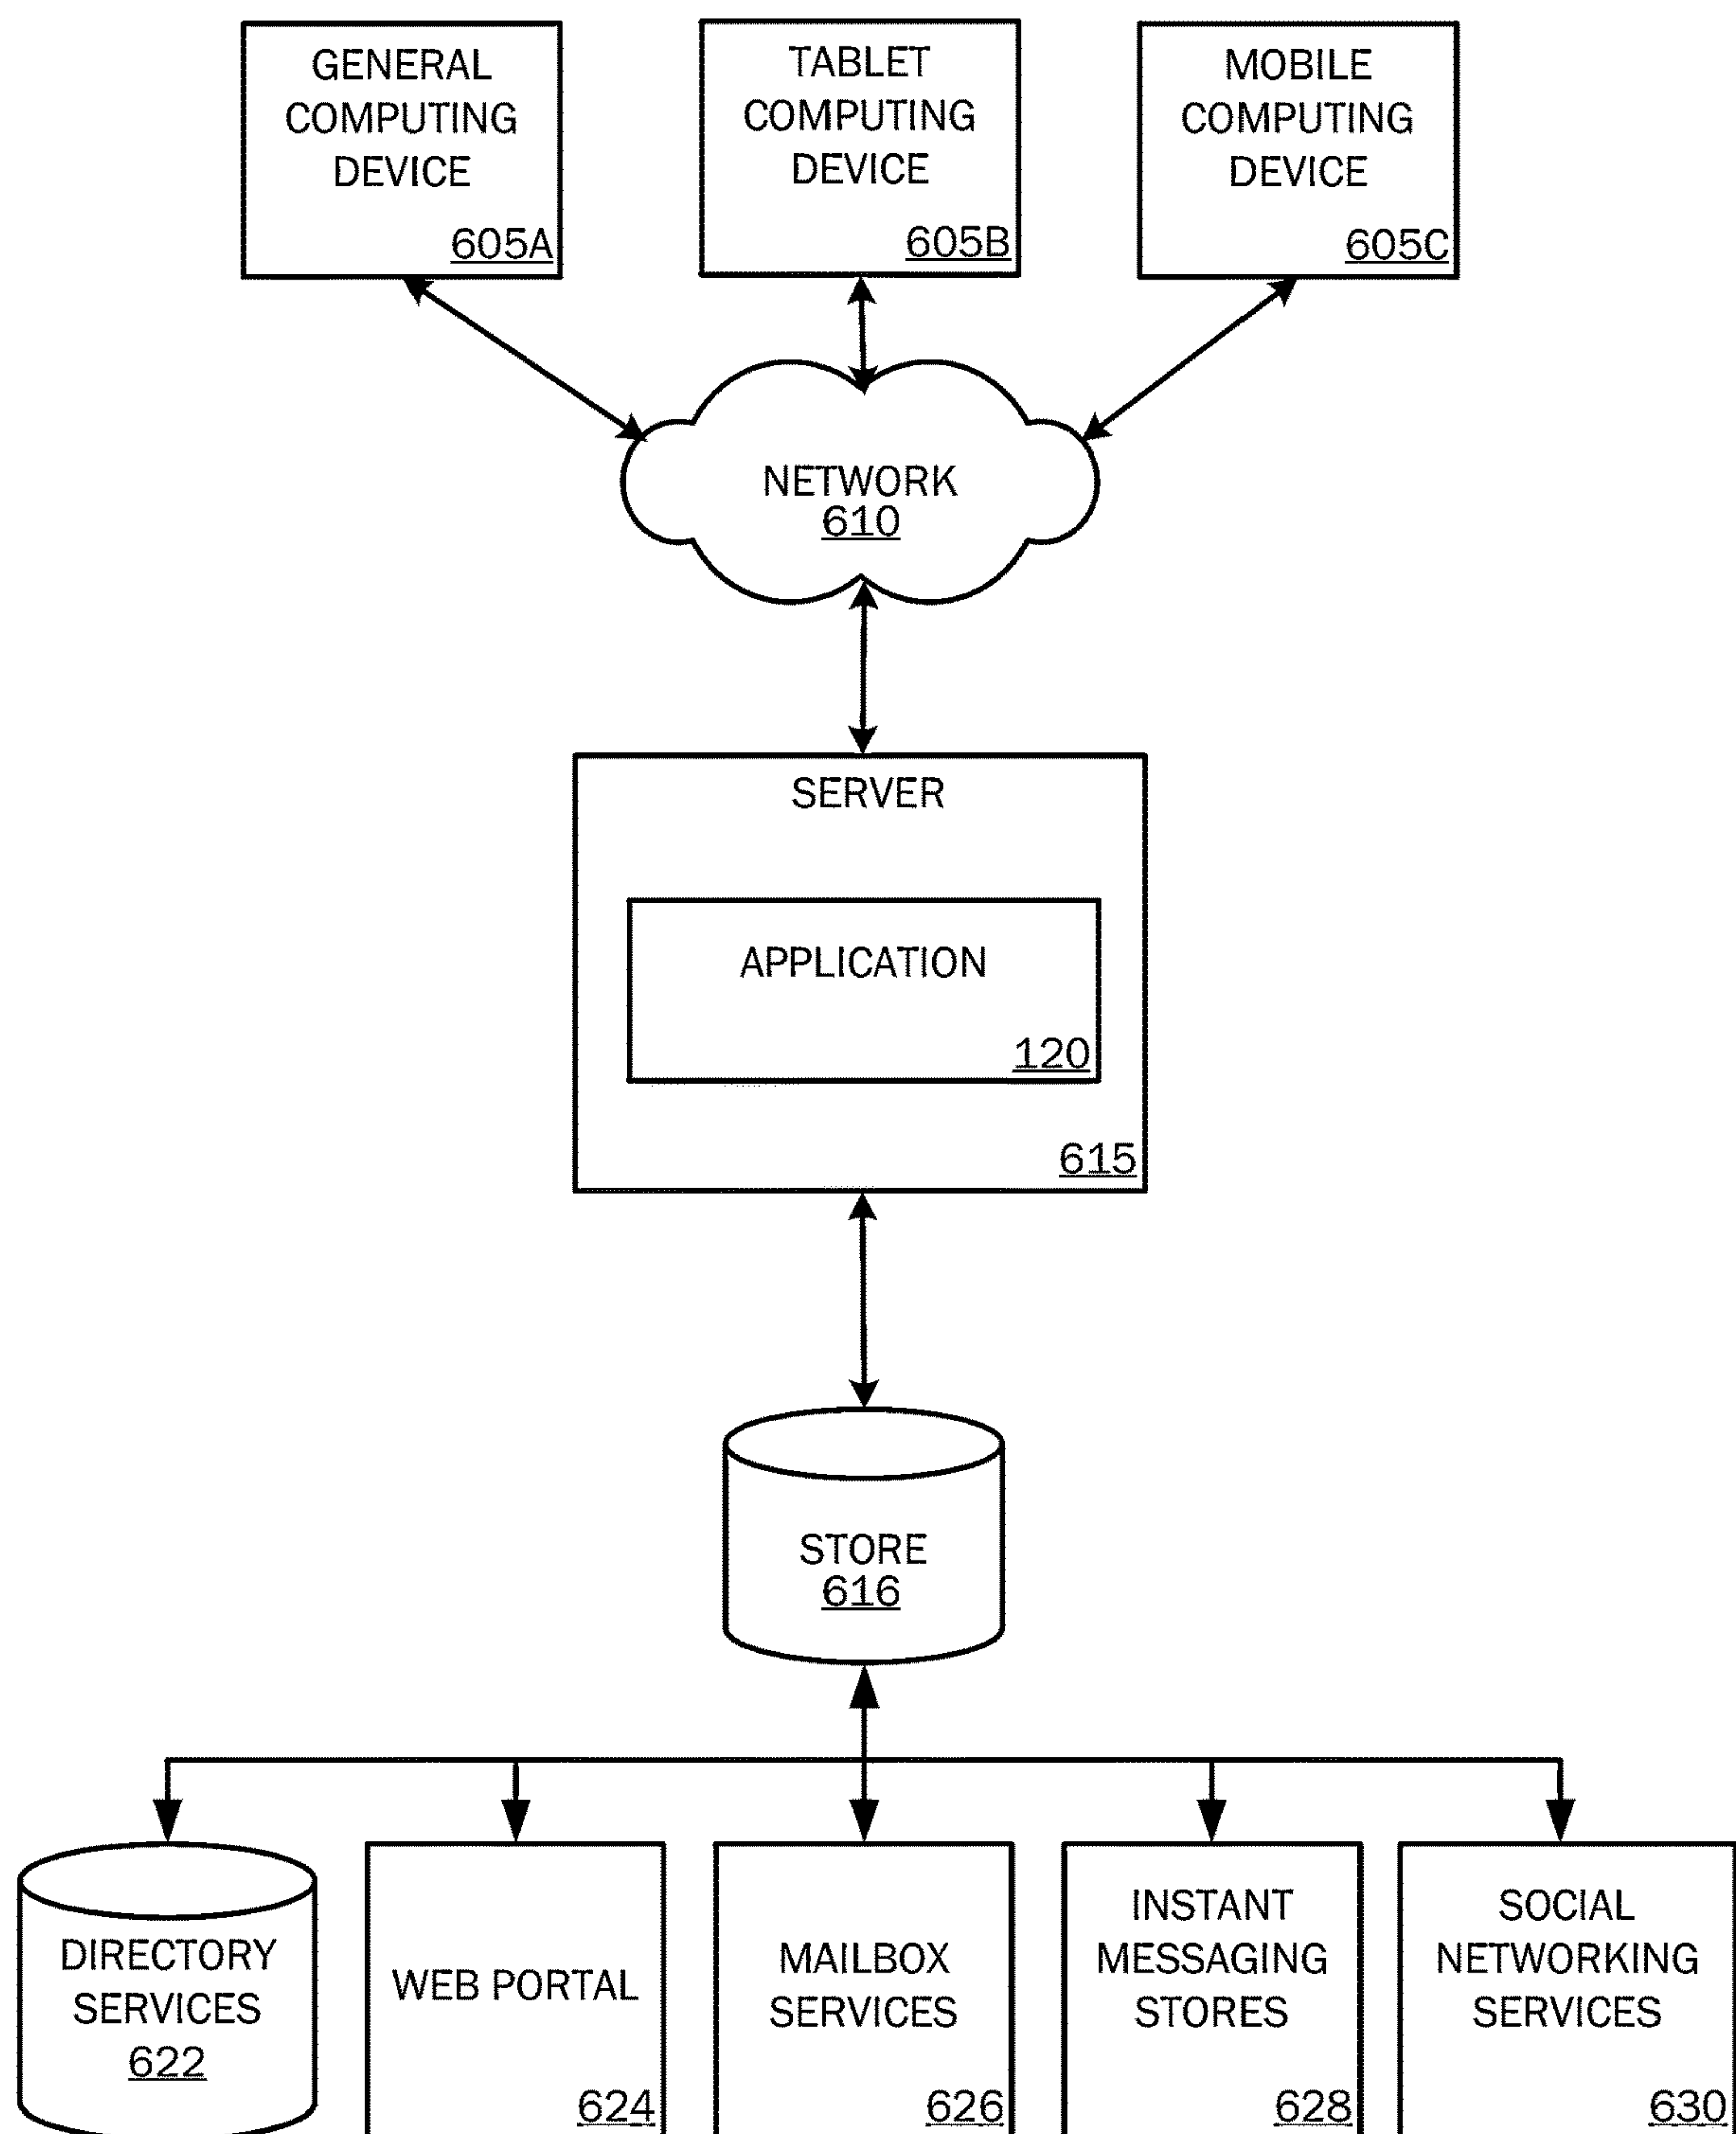 GENERAL
COMPUTING
DEVICE
605A
TABLET
COMPUTING
DEVICE
605B
MOBILE
COMPUTING
DEVICE
605C
NETWORK
610
SERVER
APPLICATION
120
615
STORE
616
DIRECTORY
SERVICES
622
WEB PORTAL
624
MAILBOX
SERVICES
626
INSTANT
MESSAGING
STORES
628
SOCIAL
NETWORKING
SERVICES
630